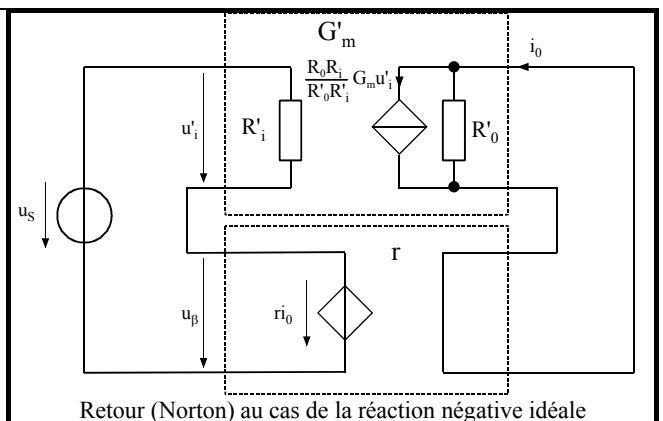 G'm
i0
R0Ri / R'0R'i Gmu'i
u'i
R'i
R'0
uS
r
uβ
ri0
Retour (Norton) au cas de la réaction négative idéale